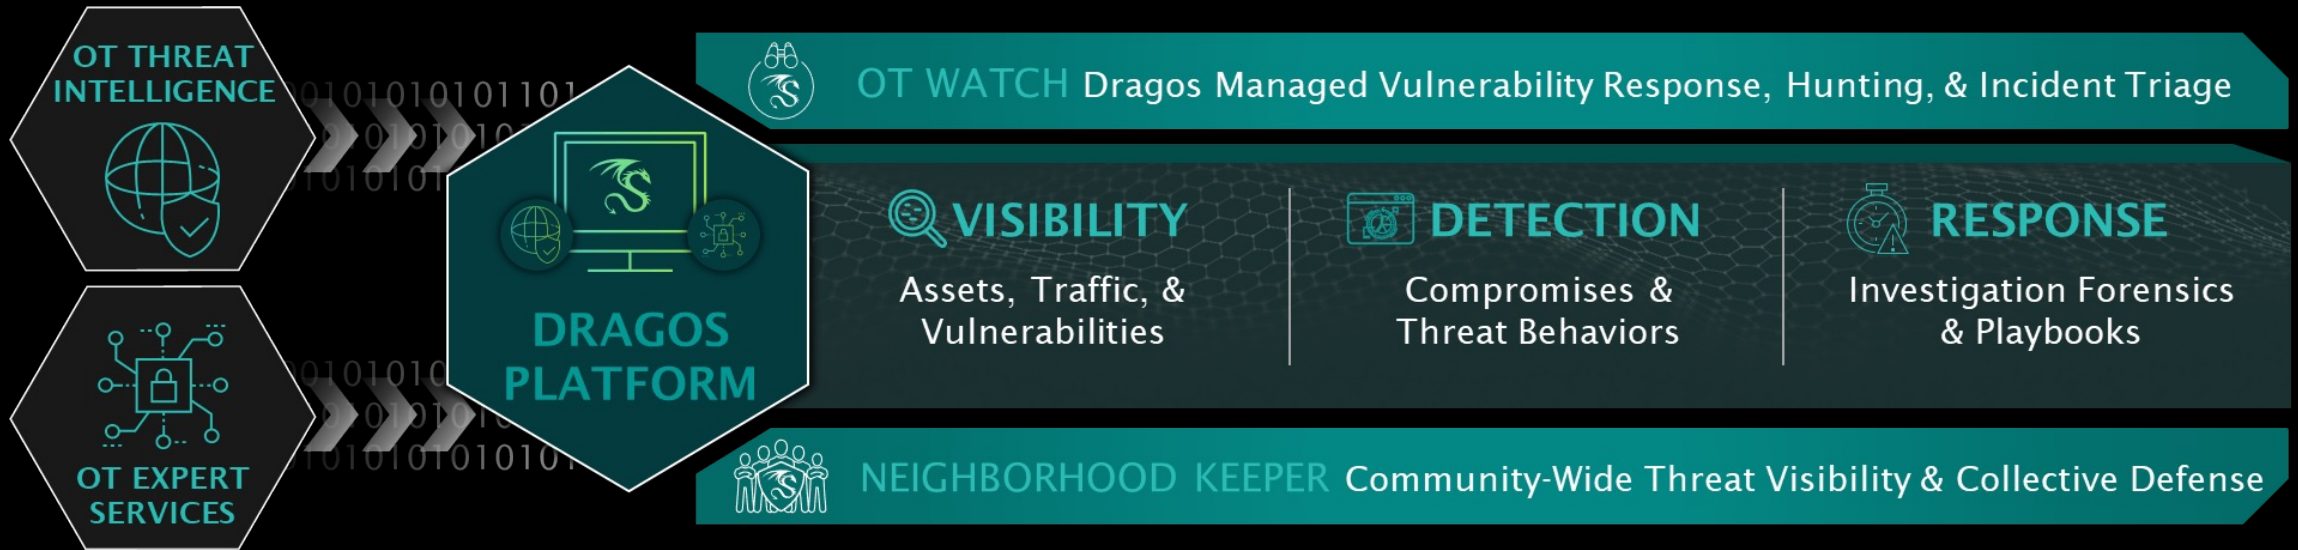 OT THREAT
INTELLIGENCE
OT EXPERT
SERVICES
DRAGOS
PLATFORM
OT WATCH Dragos Managed Vulnerability Response, Hunting, & Incident Triage
VISIBILITY
Assets, Traffic, &
Vulnerabilities
DETECTION
Compromises &
Threat Behaviors
RESPONSE
Investigation Forensics
& Playbooks
NEIGHBORHOOD KEEPER Community-Wide Threat Visibility & Collective Defense